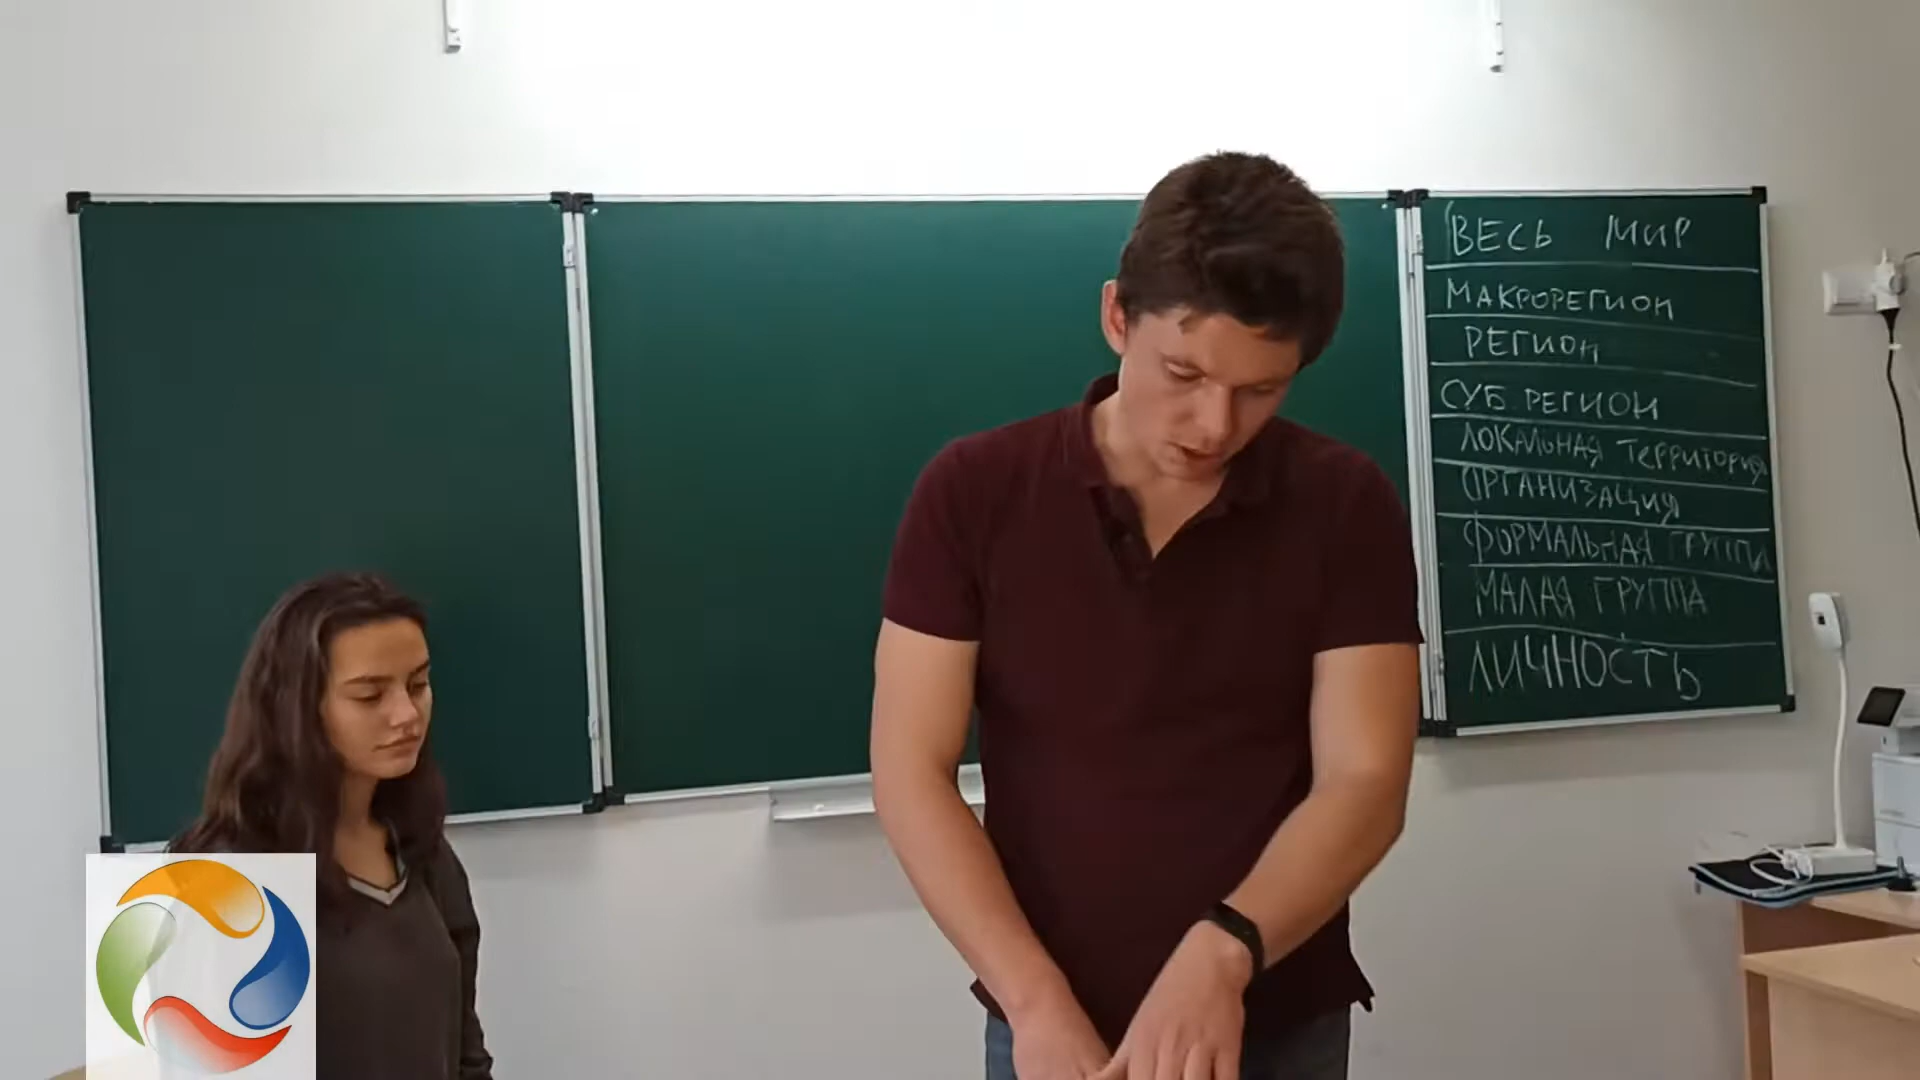 ВЕСЬ МИР
МАКРОРЕГИОН
РЕГИОН
СУБ РЕГИОН
ЛОКАЛЬНАЯ ТЕРРИТОРИЯ
ОРГАНИЗАЦИЯ
ФОРМАЛЬНАЯ ГРУППА
МАЛАЯ ГРУППА
ЛИЧНОСТЬ